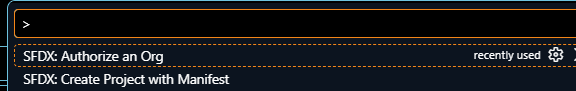 >
SFDX: Authorize an Org recently used
SFDX: Create Project with Manifest